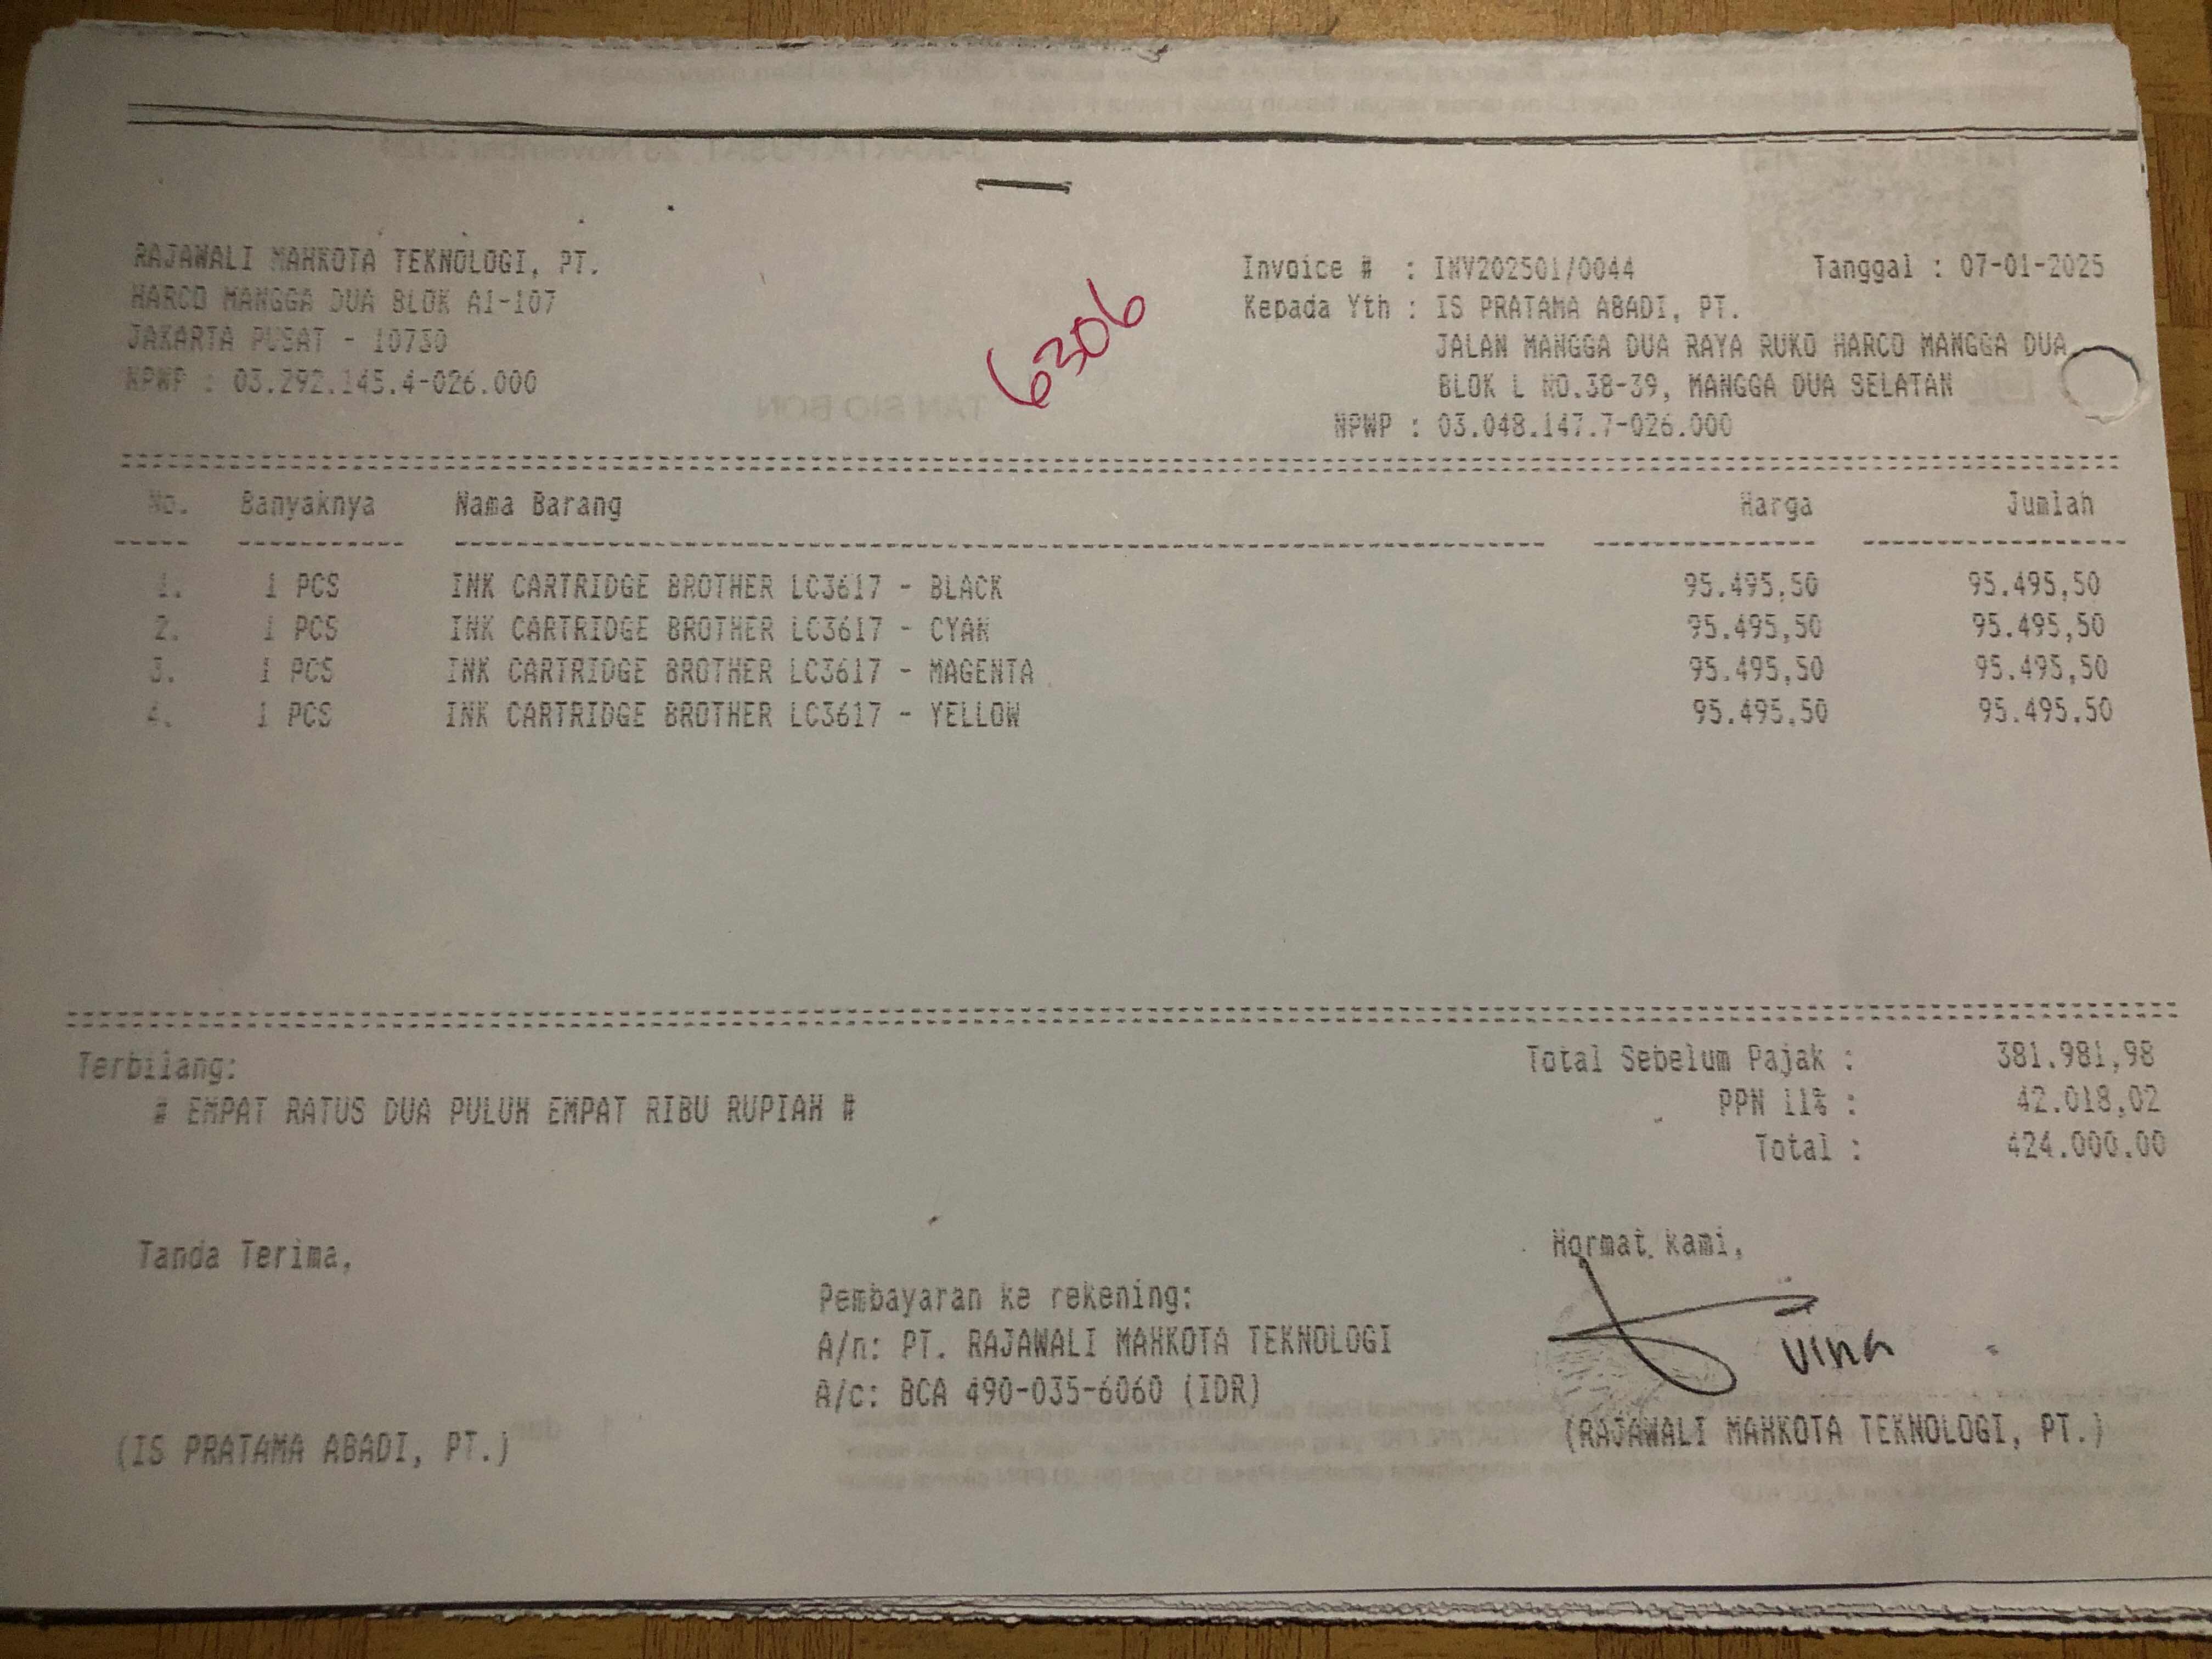 RAJAWALI MAHKOTA TEKNOLOGI, PT.
HARCO MANGGA DUA BLOK A1-107
JAKARTA PUSAT - 10730
NPWP : 03.292.145.4-026.000
6306
Invoice # : INV202501/0044 Tanggal : 07-01-2025
Kepada Yth : IS PRATAMA ABADI, PT.
JALAN MANGGA DUA RAYA RUKO HARCO MANGGA DUA
BLOK L NO.38-39, MANGGA DUA SELATAN
NPWP : 03.048.147.7-026.000
No. Banyaknya Nama Barang Harga Jumlah
1. 1 PCS INK CARTRIDGE BROTHER LC3617 - BLACK 95.495,50 95.495,50
2. 1 PCS INK CARTRIDGE BROTHER LC3617 - CYAN 95.495,50 95.495,50
3. 1 PCS INK CARTRIDGE BROTHER LC3617 - MAGENTA 95.495,50 95.495,50
4. 1 PCS INK CARTRIDGE BROTHER LC3617 - YELLOW 95.495,50 95.495,50
Terbilang:
# EMPAT RATUS DUA PULUH EMPAT RIBU RUPIAH #
Total Sebelum Pajak : 381.981,98
PPN 11% : 42.018,02
Total : 424.000,00
Tanda Terima,
(IS PRATAMA ABADI, PT.)
Pembayaran ke rekening:
A/n: PT. RAJAWALI MAHKOTA TEKNOLOGI
A/c: BCA 490-035-6060 (IDR)
Hormat kami,
Vina
(RAJAWALI MAHKOTA TEKNOLOGI, PT.)